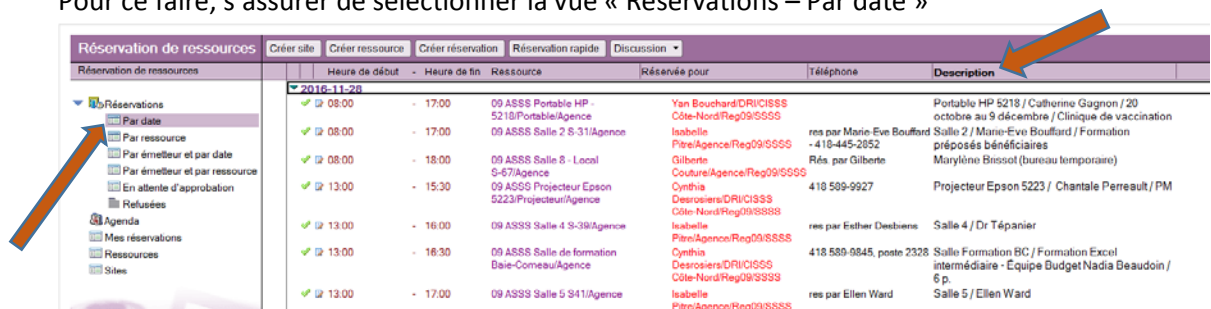 Pour ce faire, s'assurer de sélectionner la vue « Réservations – Par date »
Réservation de ressources
Créer site Créer ressource Créer réservation Réservation rapide Discussion
Réservation de ressources
Heure de début - Heure de fin Ressource Réservée pour Téléphone Description
Réservations
Par date
Par ressource
Par émetteur et par date
Par émetteur et par ressource
En attente d'approbation
Refusées
Agenda
Mes réservations
Ressources
Sites
2016-11-28
08:00 - 17:00 09 ASSS Portable HP - Yan Bouchard/DRI/CISSS Portable HP 5218 / Catherine Gagnon / 20
5218/Portable/Agence Côte-Nord/Reg09/SSSS octobre au 9 décembre / Clinique de vaccination
08:00 - 17:00 09 ASSS Salle 2 S-31/Agence Isabelle res par Marie-Eve Bouffard Salle 2 / Marie-Eve Bouffard / Formation
Pitre/Agence/Reg09/SSSS - 418-445-2852 préposés bénéficiaires
08:00 - 18:00 09 ASSS Salle 8 - Local Gilberte Rés. par Gilberte Marylène Brissot (bureau temporaire)
S-67/Agence Couture/Agence/Reg09/SSSS
13:00 - 15:30 09 ASSS Projecteur Epson Cynthia 418 589-9927 Projecteur Epson 5223 / Chantale Perreault / PM
5223/Projecteur/Agence Desrosiers/DRI/CISSS
Côte-Nord/Reg09/SSSS
13:00 - 16:00 09 ASSS Salle 4 S-39/Agence Isabelle res par Esther Desbiens Salle 4 / Dr Tépanier
Pitre/Agence/Reg09/SSSS
13:00 - 16:30 09 ASSS Salle de formation Cynthia 418 589-9845, poste 2328 Salle Formation BC / Formation Excel
Baie-Comeau/Agence Desrosiers/DRI/CISSS intermédiaire - Équipe Budget Nadia Beaudoin /
Côte-Nord/Reg09/SSSS 6 p.
13:00 - 17:00 09 ASSS Salle 5 S41/Agence Isabelle res par Ellen Ward Salle 5 / Ellen Ward
Pitre/Agence/Reg09/SSSS